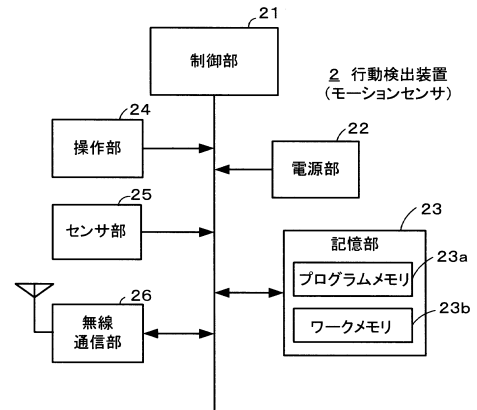 21
制御部
2 行動検出装置
(モーションセンサ)
24
操作部
22
電源部
25
センサ部
23
記憶部
23a
プログラムメモリ
23b
ワークメモリ
26
無線
通信部